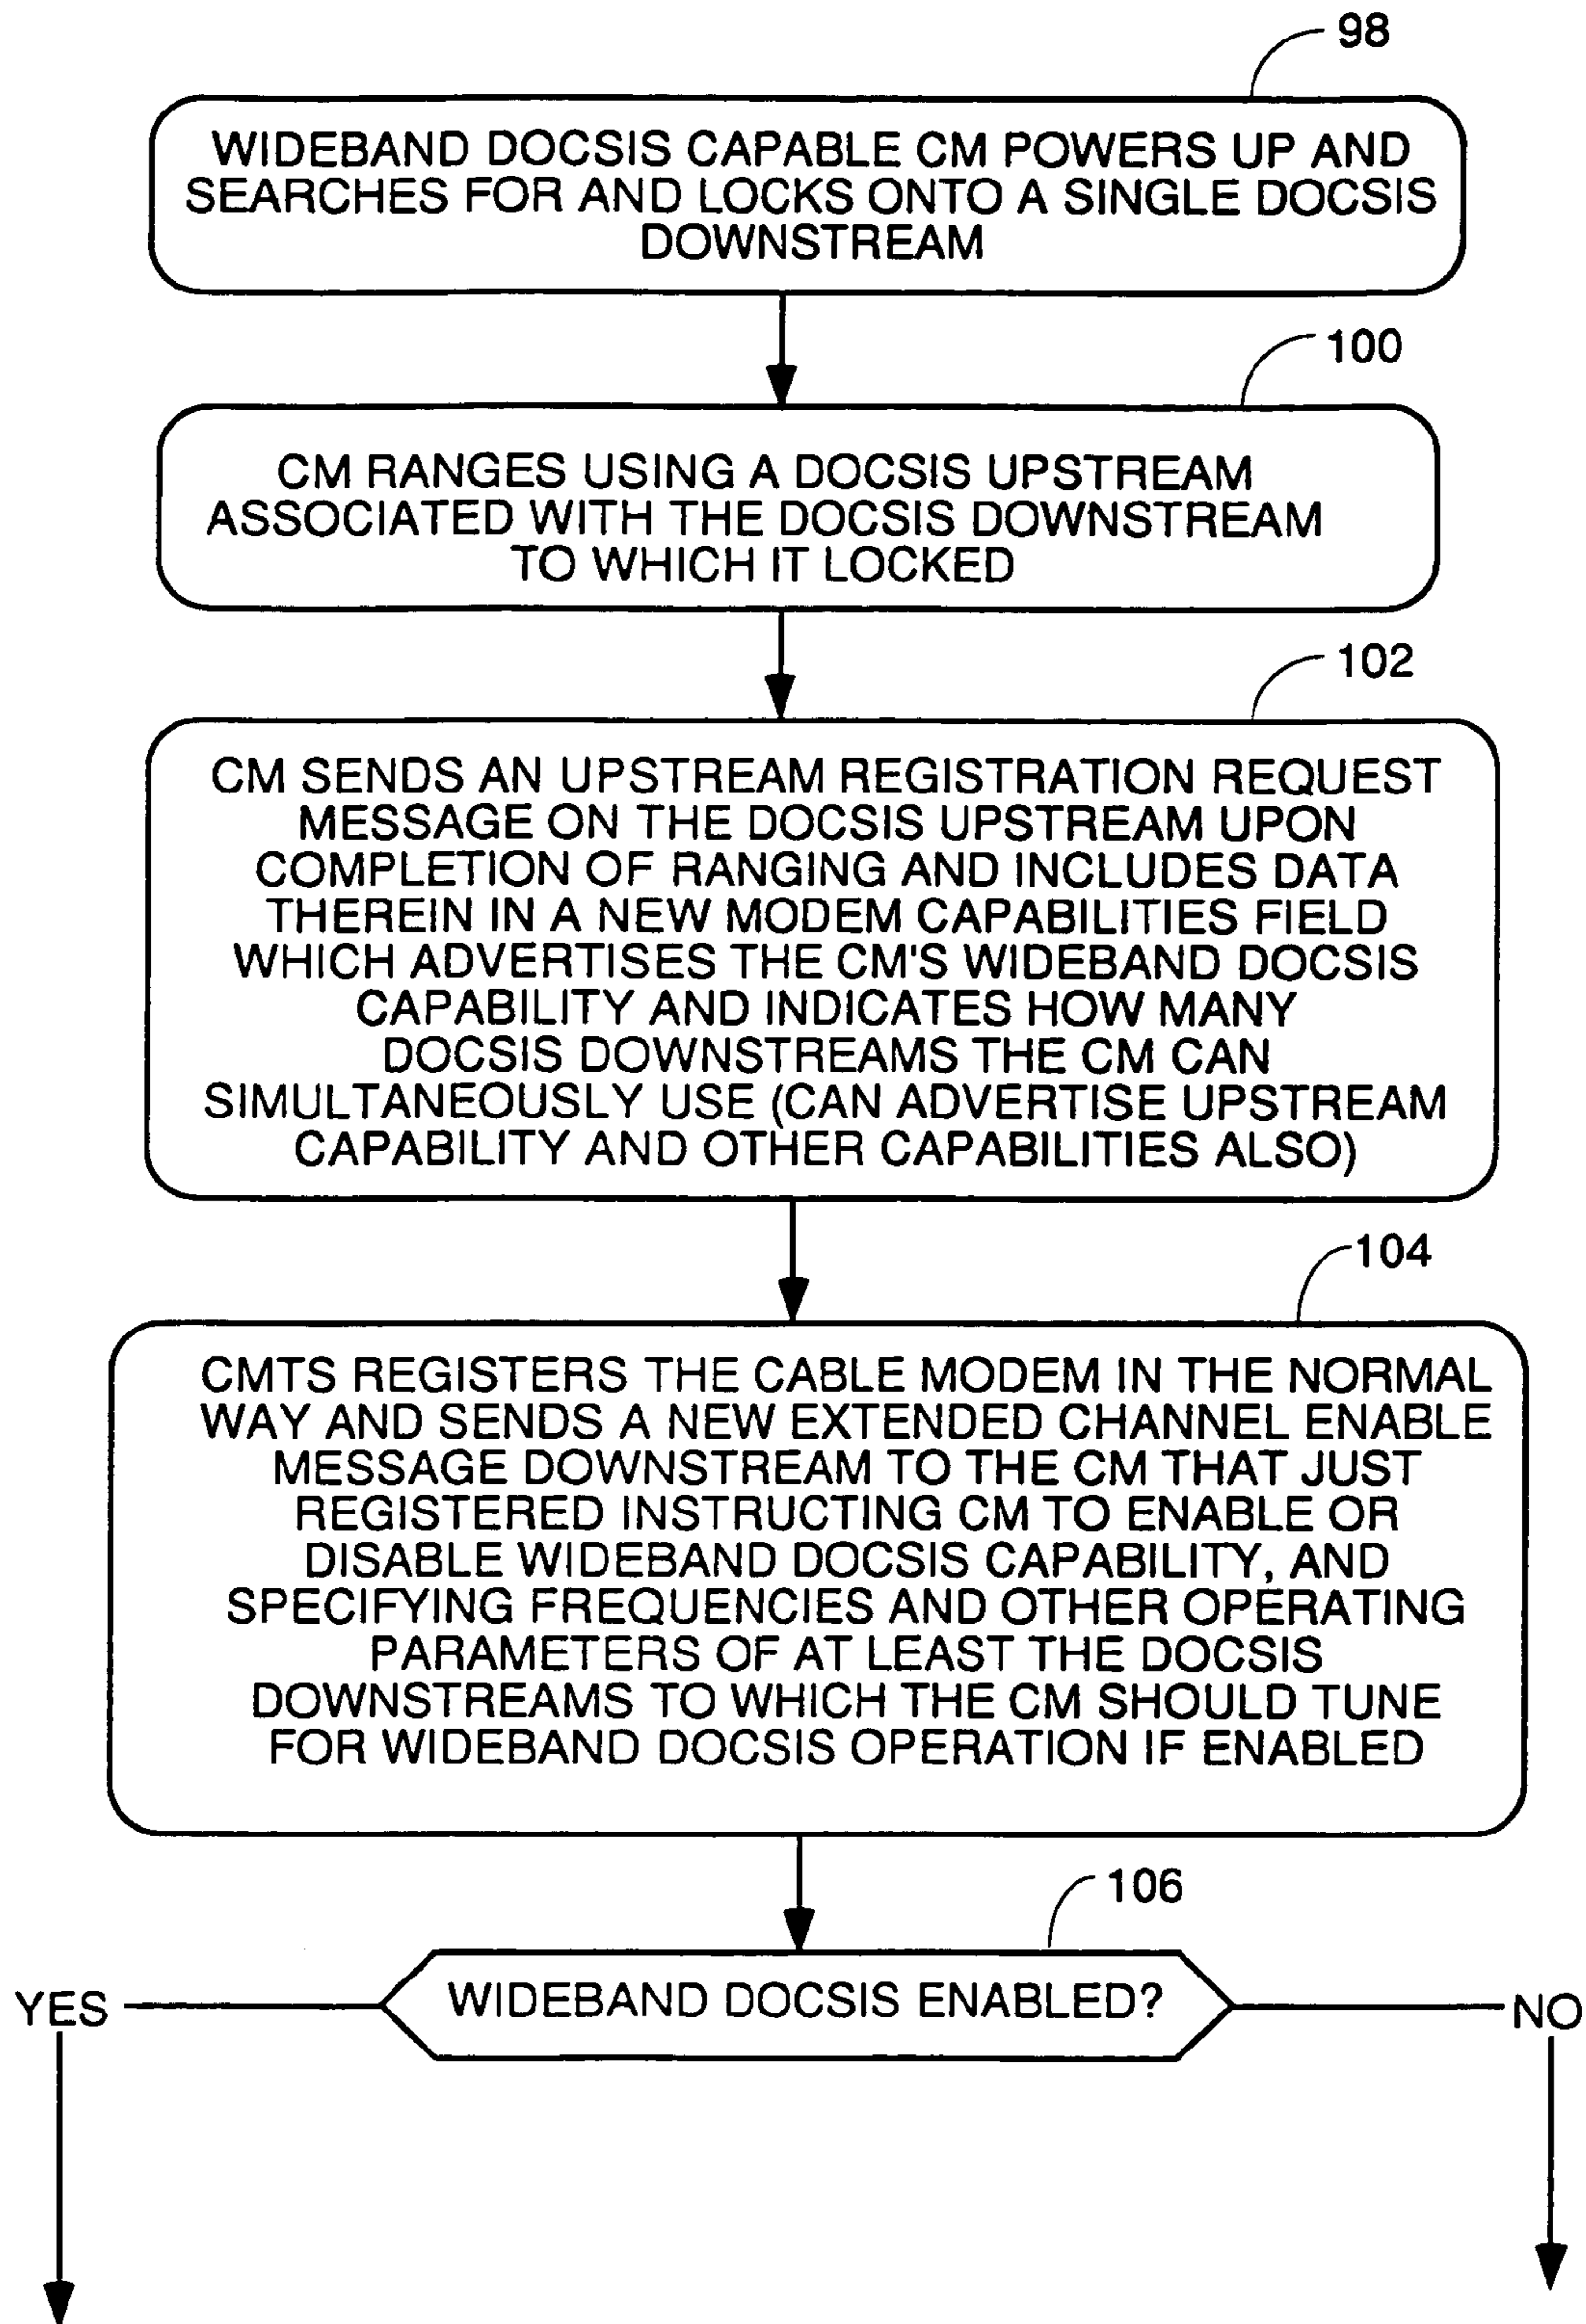 98
WIDEBAND DOCSIS CAPABLE CM POWERS UP AND
SEARCHES FOR AND LOCKS ONTO A SINGLE DOCSIS
DOWNSTREAM
100
CM RANGES USING A DOCSIS UPSTREAM
ASSOCIATED WITH THE DOCSIS DOWNSTREAM
TO WHICH IT LOCKED
102
CM SENDS AN UPSTREAM REGISTRATION REQUEST
MESSAGE ON THE DOCSIS UPSTREAM UPON
COMPLETION OF RANGING AND INCLUDES DATA
THEREIN IN A NEW MODEM CAPABILITIES FIELD
WHICH ADVERTISES THE CM'S WIDEBAND DOCSIS
CAPABILITY AND INDICATES HOW MANY
DOCSIS DOWNSTREAMS THE CM CAN
SIMULTANEOUSLY USE (CAN ADVERTISE UPSTREAM
CAPABILITY AND OTHER CAPABILITIES ALSO)
104
CMTS REGISTERS THE CABLE MODEM IN THE NORMAL
WAY AND SENDS A NEW EXTENDED CHANNEL ENABLE
MESSAGE DOWNSTREAM TO THE CM THAT JUST
REGISTERED INSTRUCTING CM TO ENABLE OR
DISABLE WIDEBAND DOCSIS CAPABILITY, AND
SPECIFYING FREQUENCIES AND OTHER OPERATING
PARAMETERS OF AT LEAST THE DOCSIS
DOWNSTREAMS TO WHICH THE CM SHOULD TUNE
FOR WIDEBAND DOCSIS OPERATION IF ENABLED
106
YES
WIDEBAND DOCSIS ENABLED?
NO